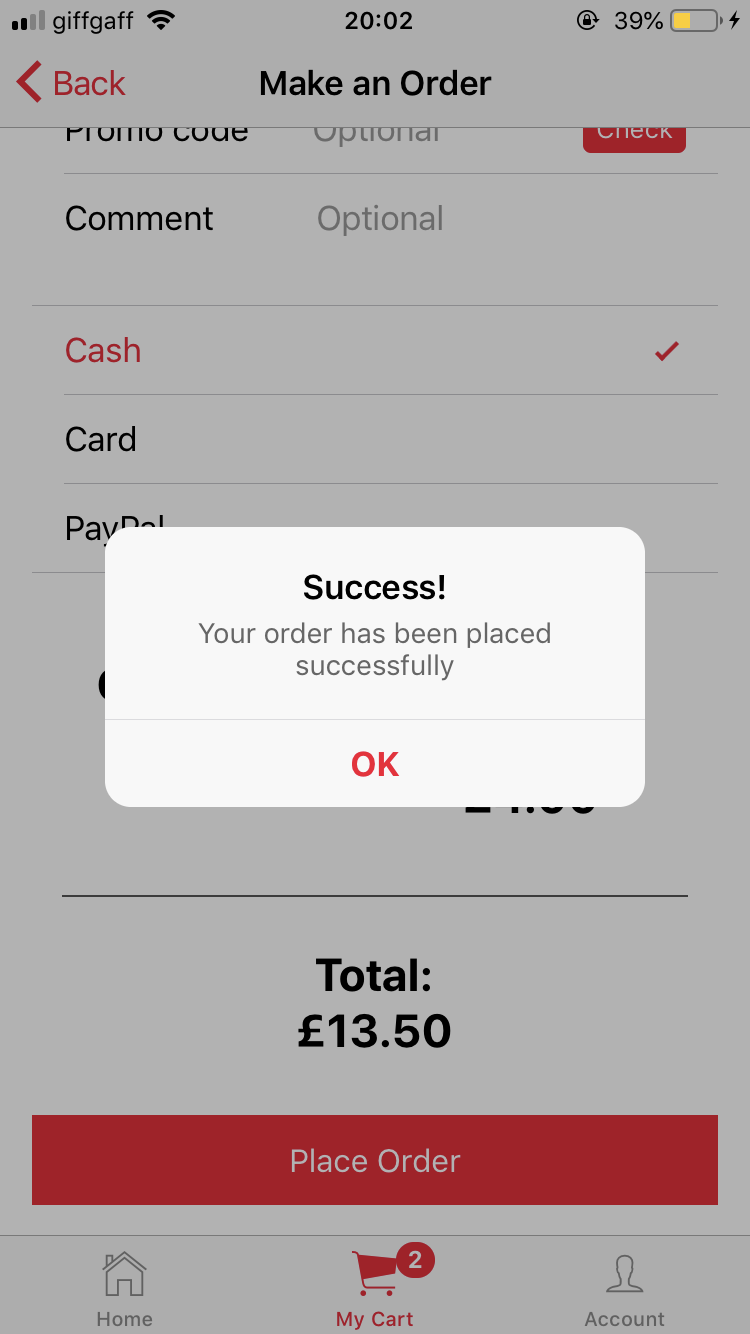 giffgaff 20:02 39%
Back Make an Order
Promo code Optional Check
Comment Optional
Cash
Card
PayPal
Success!
Your order has been placed
successfully
OK
Total:
£13.50
Place Order
2
Home My Cart Account